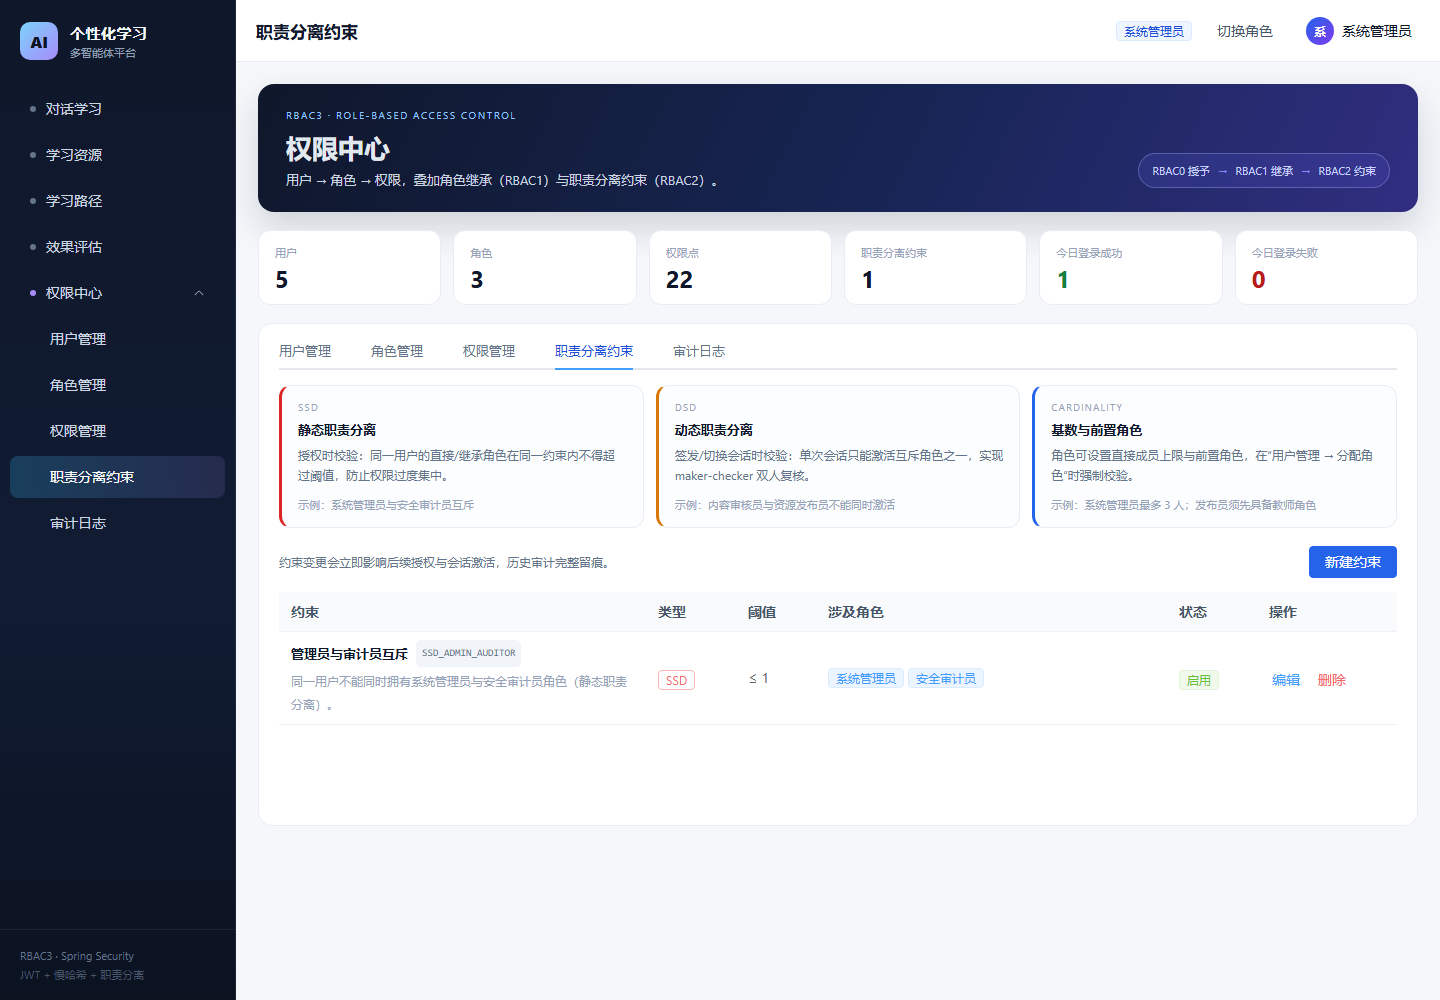 AI
个性化学习
多智能体平台
对话学习
学习资源
学习路径
效果评估
权限中心
用户管理
角色管理
权限管理
职责分离约束
审计日志
RBAC3 · Spring Security
JWT + 慢哈希 + 职责分离
职责分离约束
系统管理员
切换角色
系
系统管理员
RBAC3 · ROLE-BASED ACCESS CONTROL
权限中心
用户 → 角色 → 权限，叠加角色继承（RBAC1）与职责分离约束（RBAC2）。
RBAC0 授予 → RBAC1 继承 → RBAC2 约束
用户
5
角色
3
权限点
22
职责分离约束
1
今日登录成功
1
今日登录失败
0
用户管理
角色管理
权限管理
职责分离约束
审计日志
SSD
静态职责分离
授权时校验：同一用户的直接/继承角色在同一约束内不得超
过阈值，防止权限过度集中。
示例：系统管理员与安全审计员互斥
DSD
动态职责分离
签发/切换会话时校验：单次会话只能激活互斥角色之一，实现
maker-checker 双人复核。
示例：内容审核员与资源发布员不能同时激活
CARDINALITY
基数与前置角色
角色可设置直接成员上限与前置角色，在"用户管理 → 分配角
色"时强制校验。
示例：系统管理员最多 3 人；发布员须先具备教师角色
约束变更会立即影响后续授权与会话激活，历史审计完整留痕。
新建约束
约束
类型
阈值
涉及角色
状态
操作
管理员与审计员互斥 SSD_ADMIN_AUDITOR
同一用户不能同时拥有系统管理员与安全审计员角色（静态职责
分离）。
SSD
≤ 1
系统管理员
安全审计员
启用
编辑
删除